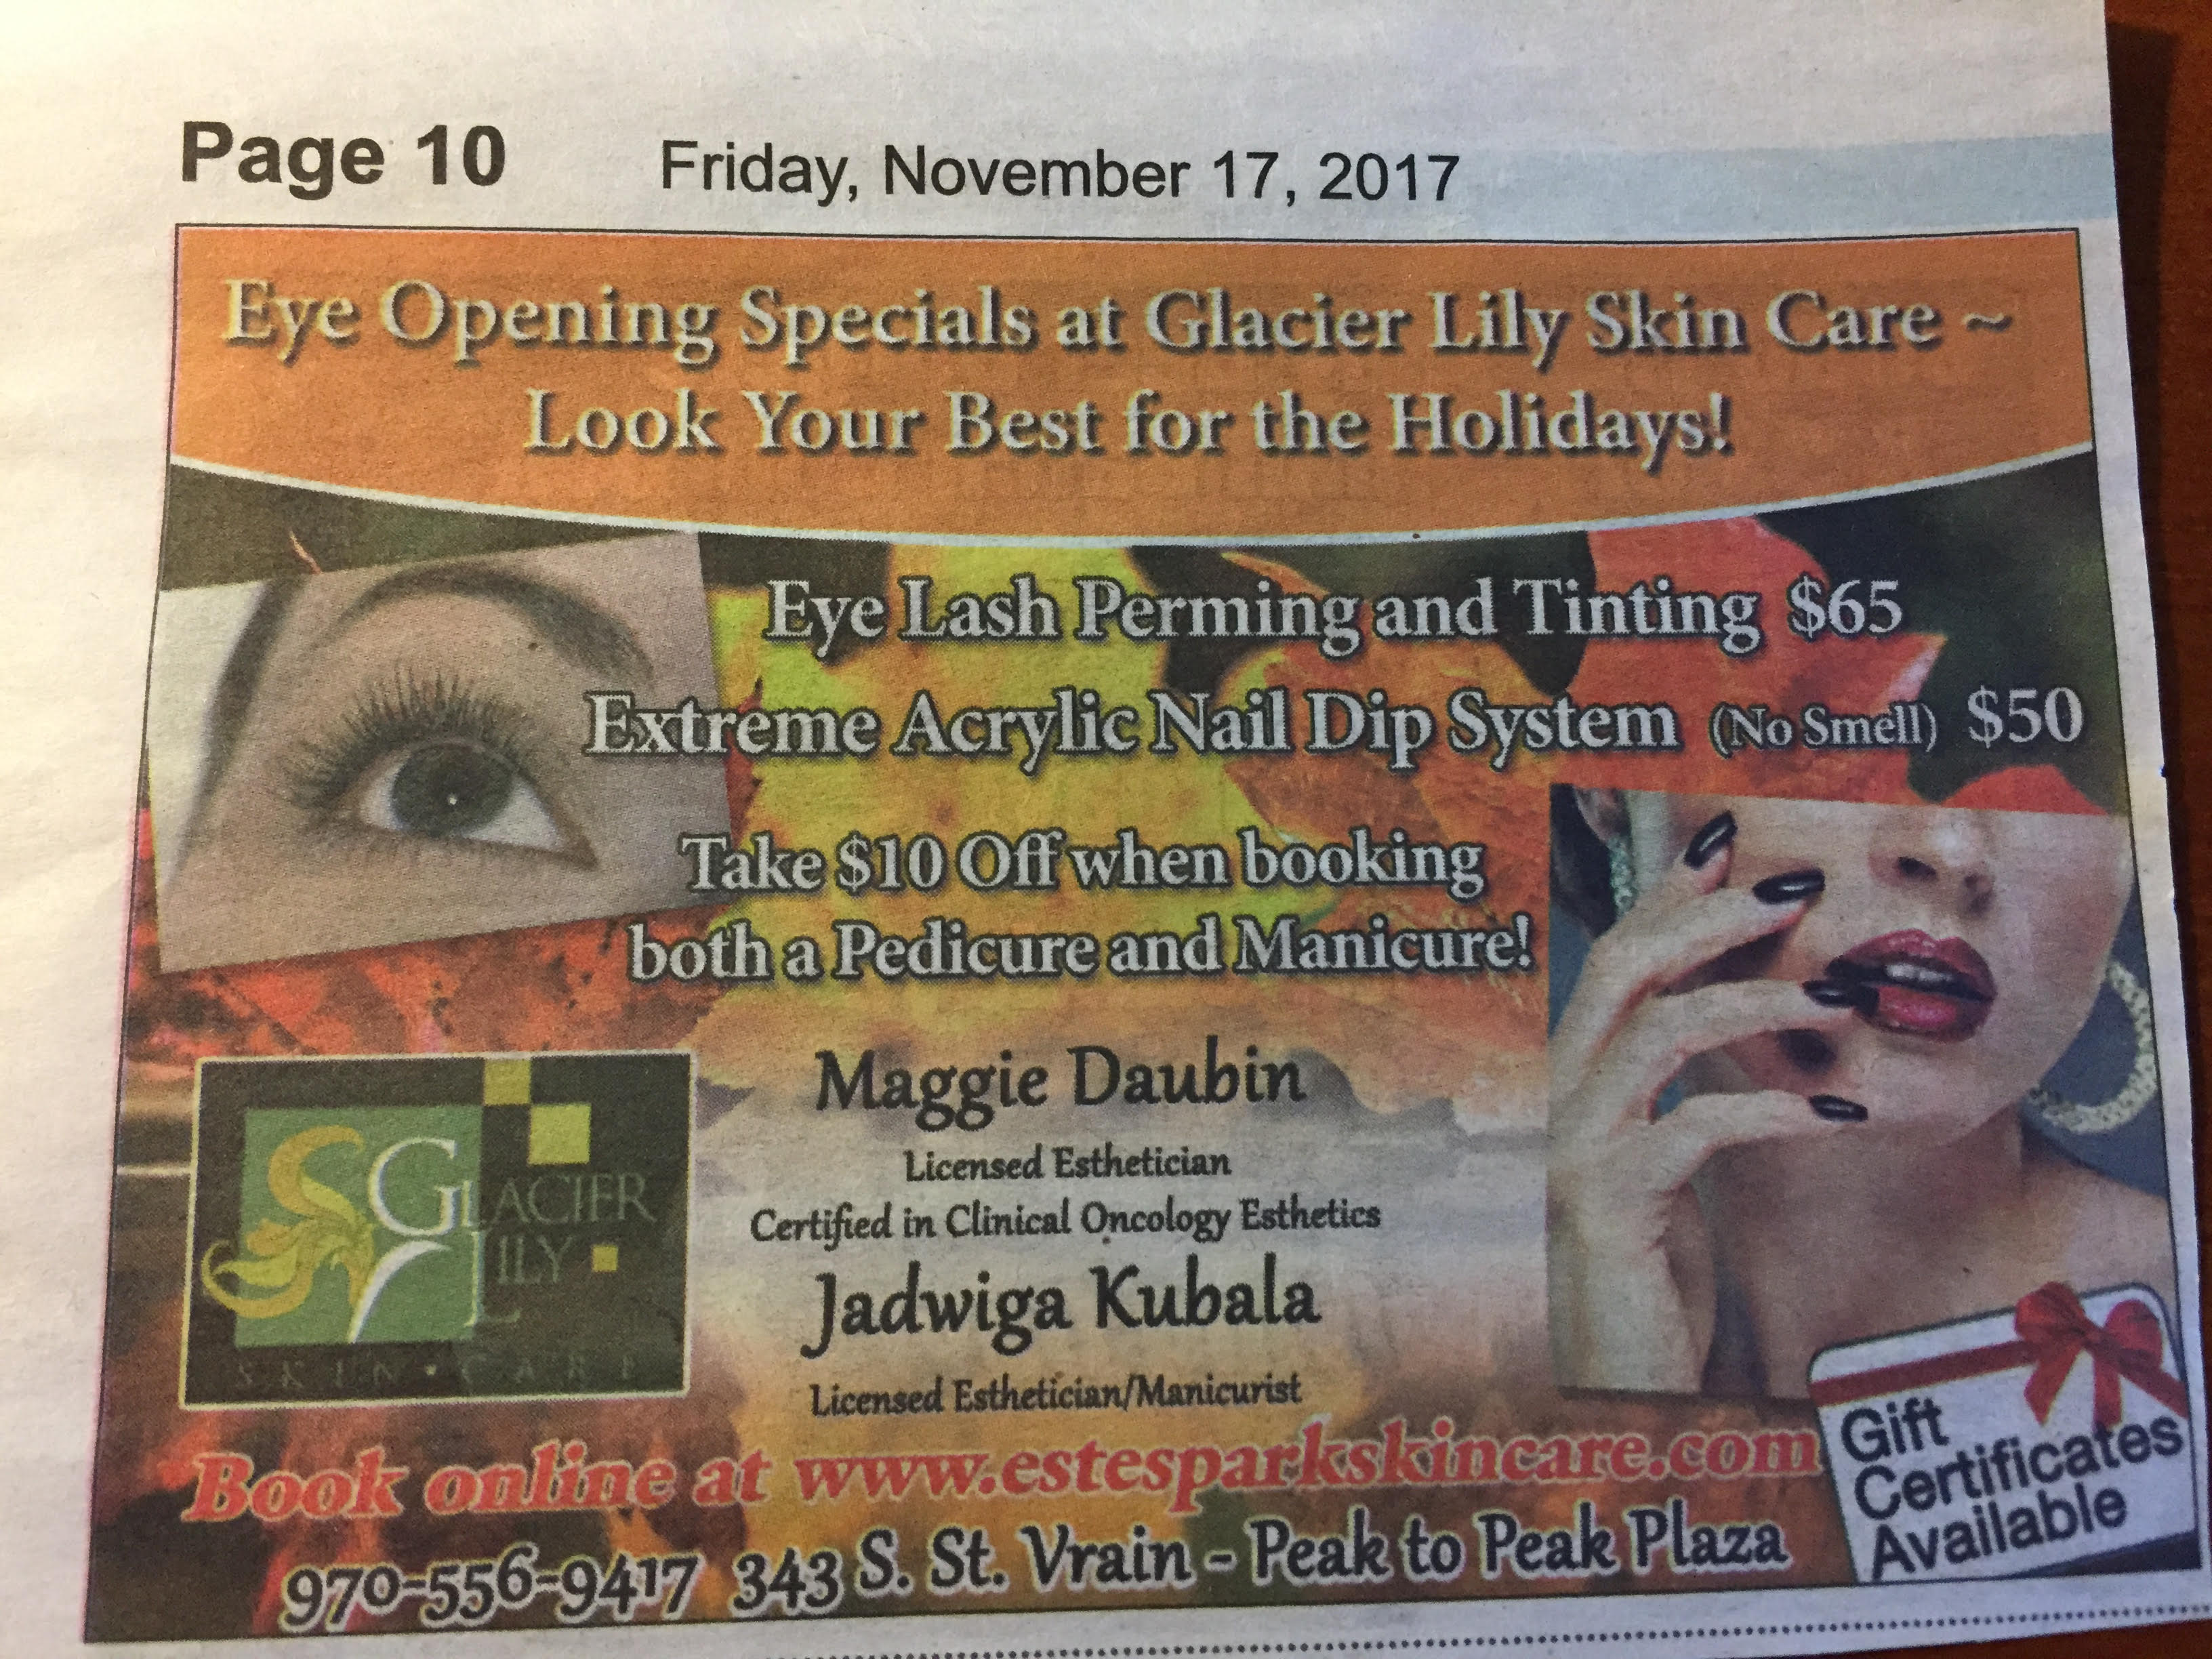 Page 10 Friday, November 17, 2017
Eye Opening Specials at Glacier Lily Skin Care ~
Look Your Best for the Holidays!
Eye Lash Perming and Tinting $65
Extreme Acrylic Nail Dip System (No Smell) $50
Take $10 Off when booking
both a Pedicure and Manicure!
GLACIER
LILY
SKIN • CARE
Maggie Daubin
Licensed Esthetician
Certified in Clinical Oncology Esthetics
Jadwiga Kubala
Licensed Esthetician/Manicurist
Book online at www.estesparkskincare.com
970-556-9417 343 S. St. Vrain - Peak to Peak Plaza
Gift
Certificates
Available